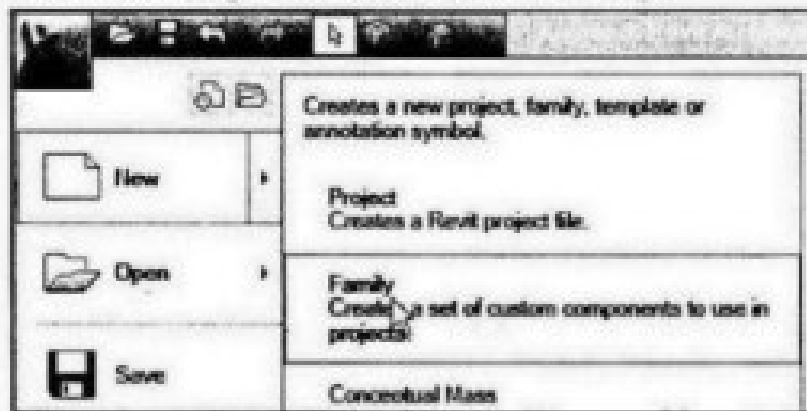 Creates a new project, family, template or
annotation symbol.
New
Project
Creates a Revit project file.
Open
Family
Creates a set of custom components to use in
projects.
Save
Conceptual Mass